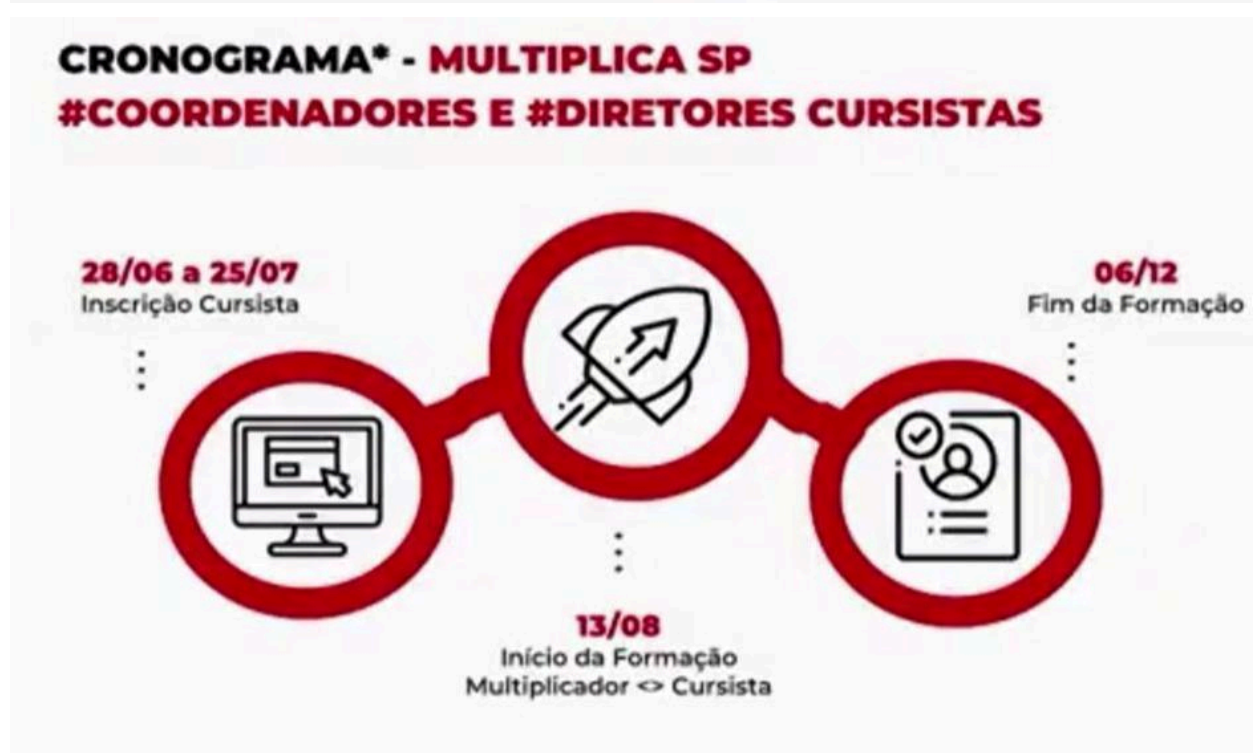 CRONOGRAMA* - MULTIPLICA SP
#COORDENADORES E #DIRETORES CURSISTAS
28/06 a 25/07
Inscrição Cursista
06/12
Fim da Formação
13/08
Início da Formação
Multiplicador <> Cursista